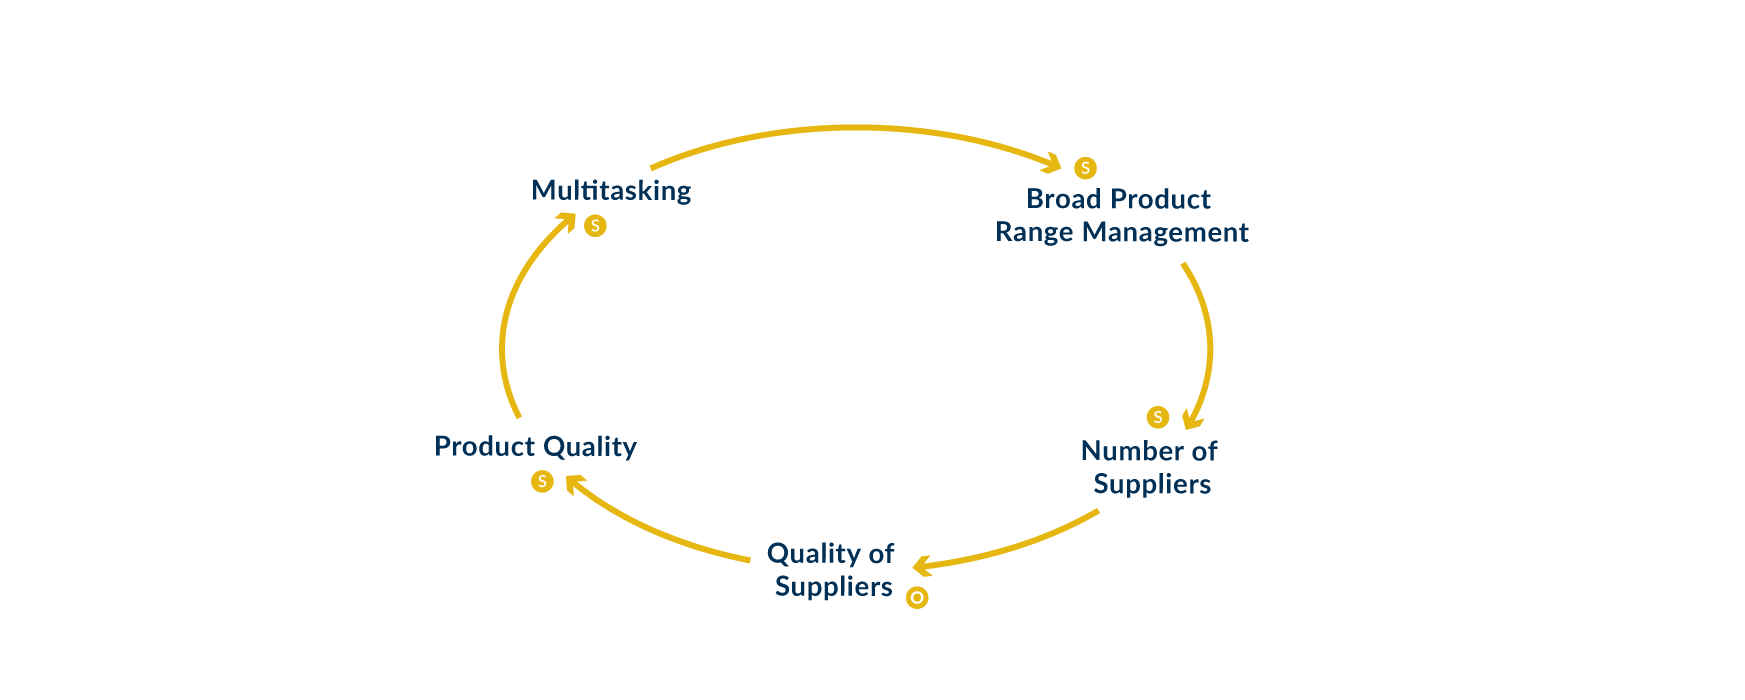 S
Multitasking
S
Broad Product
Range Management
S
Number of
Suppliers
Product Quality
S
Quality of
Suppliers
O